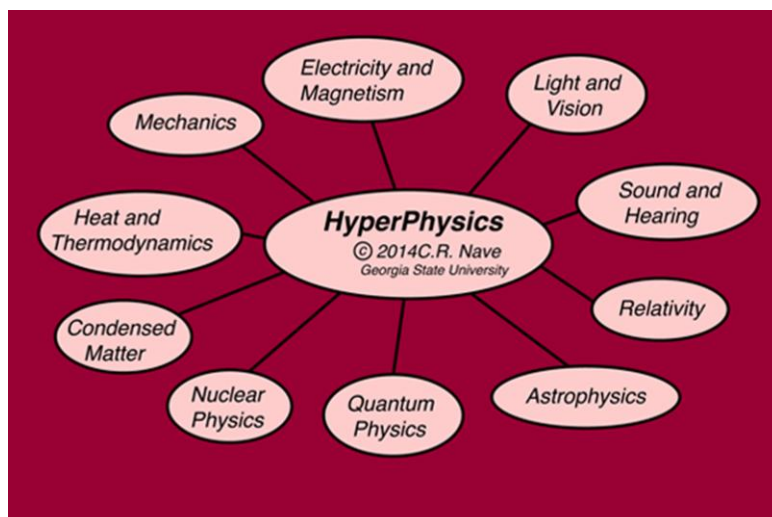 Electricity and
Magnetism
Light and
Vision
Mechanics
Sound and
Hearing
Heat and
Thermodynamics
HyperPhysics
© 2014C.R. Nave
Georgia State University
Relativity
Condensed
Matter
Nuclear
Physics
Quantum
Physics
Astrophysics